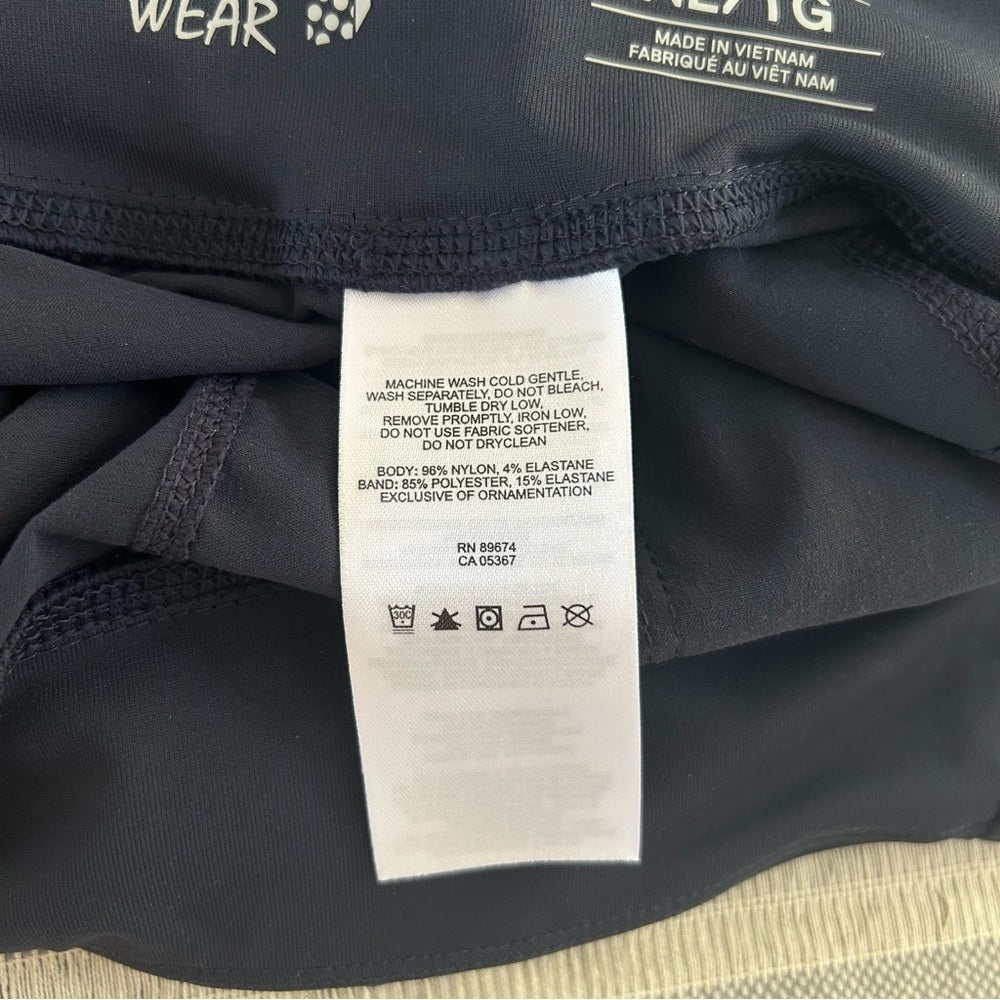 WEAR
G
MADE IN VIETNAM
FABRIQUÉ AU VIÊT NAM
MACHINE WASH COLD GENTLE,
WASH SEPARATELY, DO NOT BLEACH,
TUMBLE DRY LOW,
REMOVE PROMPTLY, IRON LOW,
DO NOT USE FABRIC SOFTENER,
DO NOT DRYCLEAN
BODY: 96% NYLON, 4% ELASTANE
BAND: 85% POLYESTER, 15% ELASTANE
EXCLUSIVE OF ORNAMENTATION
RN 89674
CA 05367
30C